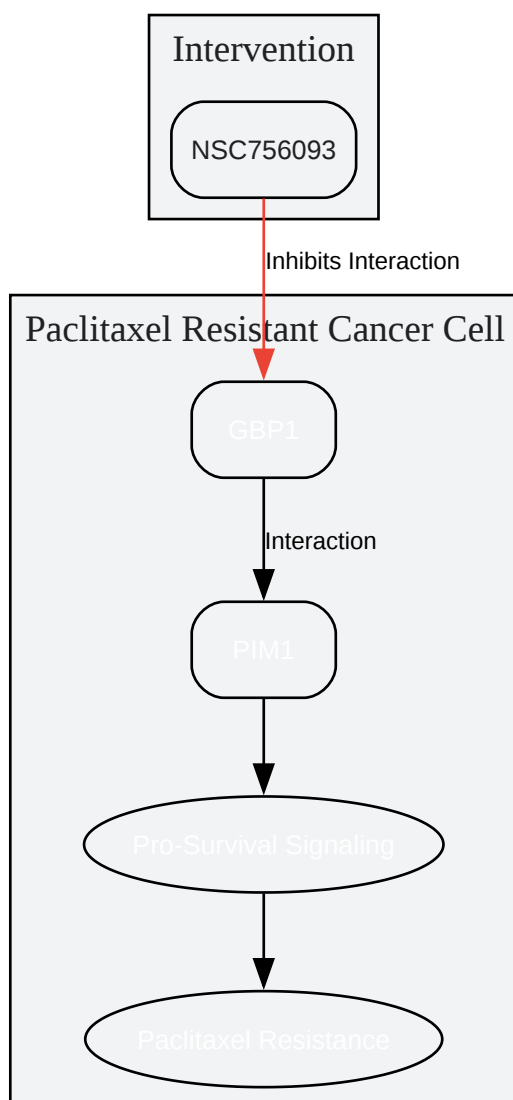 Intervention
NSC756093
Inhibits Interaction
Paclitaxel Resistant Cancer Cell
GBP1
Interaction
PIM1
Pro-Survival Signaling
Paclitaxel Resistance